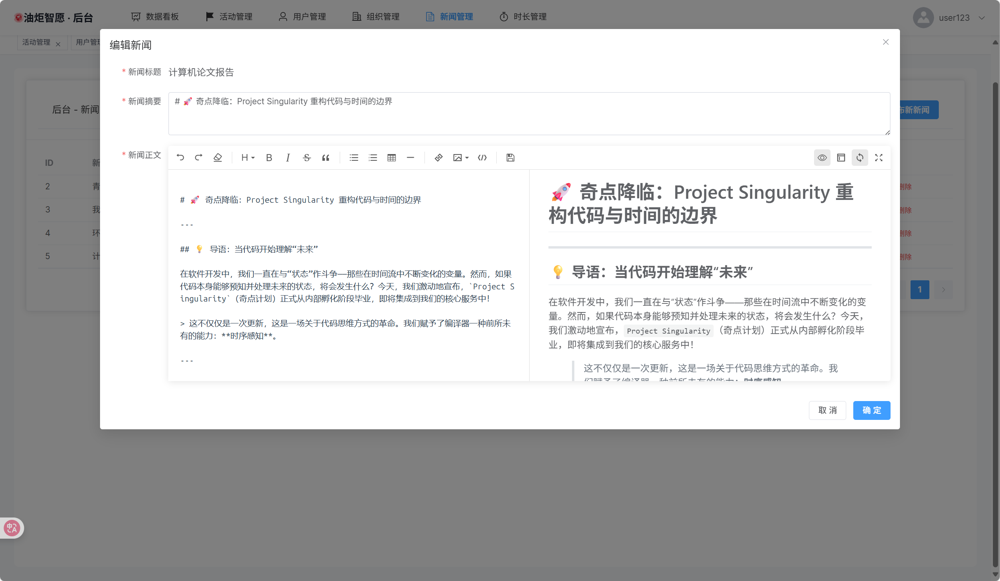 油炬智愿 · 后台
数据看板
活动管理
用户管理
组织管理
新闻管理
时长管理
user123
活动管理
用户管
编辑新闻
* 新闻标题
计算机论文报告
* 新闻摘要
# 🚀 奇点降临：Project Singularity 重构代码与时间的边界
后台 - 新闻
新新闻
* 新闻正文
H
B
I
S
ID
新
2
青
删除
3
我
删除
4
环
删除
5
计
删除
1
# 🚀 奇点降临：Project Singularity 重构代码与时间的边界
---
## 💡 导语：当代码开始理解“未来”
在软件开发中，我们一直在与“状态”作斗争——那些在时间流中不断变化的变量。然而，如果
代码本身能够预知并处理未来的状态，将会发生什么？今天，我们激动地宣布，`Project S
ingularity`（奇点计划）正式从内部孵化阶段毕业，即将集成到我们的核心服务中！
> 这不仅仅是一次更新，这是一场关于代码思维方式的革命。我们赋予了编译器一种前所未
有的能力：**时序感知**。
---
🚀 奇点降临：Project Singularity 重
构代码与时间的边界
💡 导语：当代码开始理解“未来”
在软件开发中，我们一直在与“状态”作斗争——那些在时间流中不断变化的变
量。然而，如果代码本身能够预知并处理未来的状态，将会发生什么？今天，
我们激动地宣布，Project Singularity（奇点计划）正式从内部孵化阶段毕
业，即将集成到我们的核心服务中！
这不仅仅是一次更新，这是一场关于代码思维方式的革命。我
们赋予了编译器一种前所未有的能力：时序感知
取 消
确 定
中A